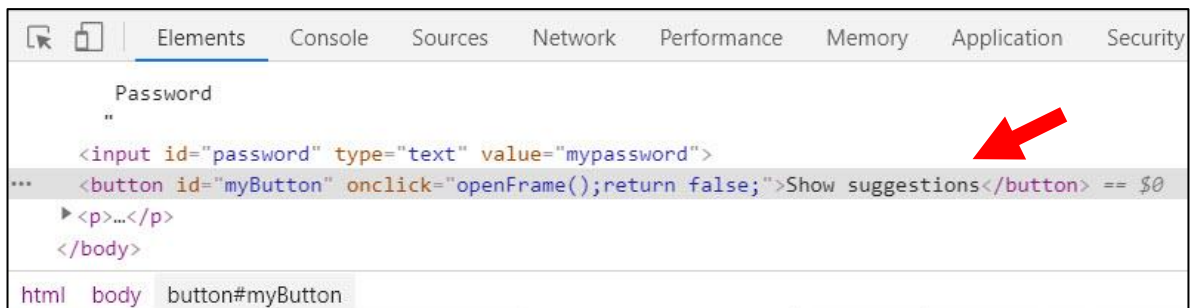 Elements Console Sources Network Performance Memory Application Security
Password
"
<input id="password" type="text" value="mypassword">
... <button id="myButton" onclick="openFrame();return false;">Show suggestions</button> == $0
<p>…</p>
</body>
html body button#myButton